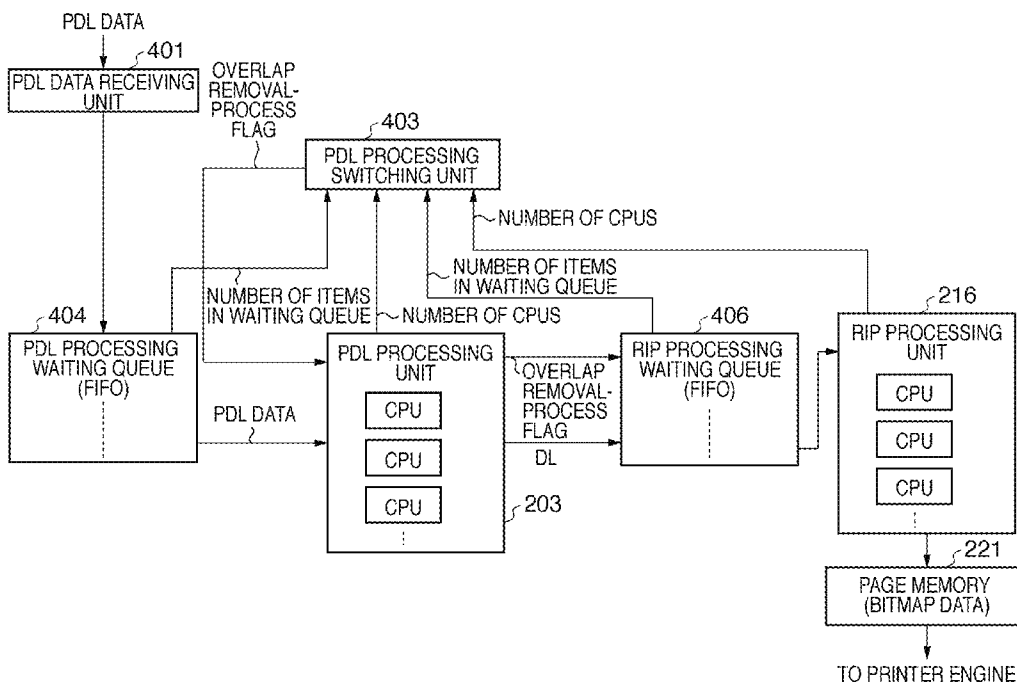 PDL DATA
401
PDL DATA RECEIVING
UNIT
OVERLAP
REMOVAL-
PROCESS
FLAG
403
PDL PROCESSING
SWITCHING UNIT
NUMBER OF CPUS
NUMBER OF ITEMS
IN WAITING QUEUE
NUMBER OF ITEMS
IN WAITING QUEUE
NUMBER OF CPUS
404
PDL PROCESSING
WAITING QUEUE
(FIFO)
PDL DATA
PDL PROCESSING
UNIT
CPU
CPU
CPU
203
OVERLAP
REMOVAL-
PROCESS
FLAG
DL
406
RIP PROCESSING
WAITING QUEUE
(FIFO)
216
RIP PROCESSING
UNIT
CPU
CPU
CPU
221
PAGE MEMORY
(BITMAP DATA)
TO PRINTER ENGINE